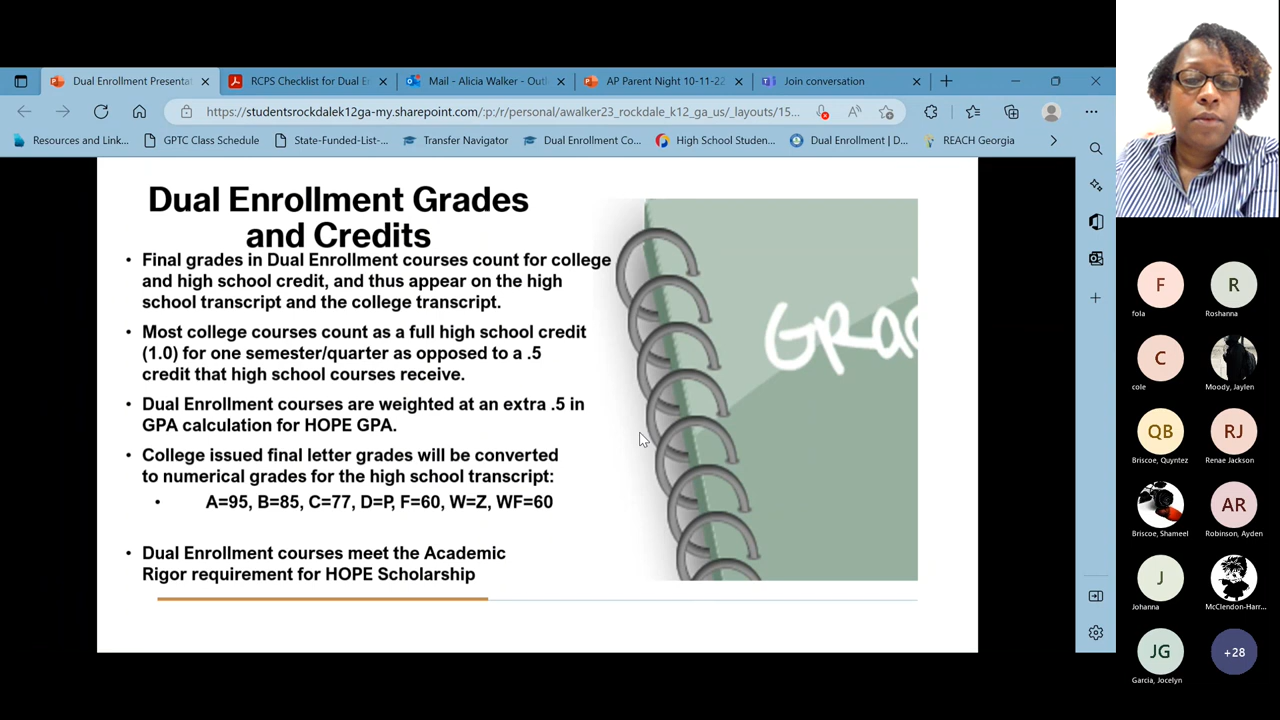 Dual Enrollment Presentat
RCPS Checklist for Dual E
Mail - Alicia Walker - Outl
AP Parent Night 10-11-22
Join conversation
https://studentsrockdalek12ga-my.sharepoint.com/:p:/r/personal/awalker23_rockdale_k12_ga_us/_layouts/15...
Resources and Link...
GPTC Class Schedule
State-Funded-List-...
Transfer Navigator
Dual Enrollment Co...
High School Studen...
Dual Enrollment | D...
REACH Georgia
Dual Enrollment Grades
and Credits
• Final grades in Dual Enrollment courses count for college
and high school credit, and thus appear on the high
school transcript and the college transcript.
• Most college courses count as a full high school credit
(1.0) for one semester/quarter as opposed to a .5
credit that high school courses receive.
• Dual Enrollment courses are weighted at an extra .5 in
GPA calculation for HOPE GPA.
• College issued final letter grades will be converted
to numerical grades for the high school transcript:
• A=95, B=85, C=77, D=P, F=60, W=Z, WF=60
• Dual Enrollment courses meet the Academic
Rigor requirement for HOPE Scholarship
GRad
F
fola
R
Roshanna
C
cole
Moody, Jaylen
QB
Briscoe, Quyntez
RJ
Renae Jackson
Briscoe, Shameel
AR
Robinson, Ayden
J
Johanna
McClendon-Harr...
JG
Garcia, Jocelyn
+28